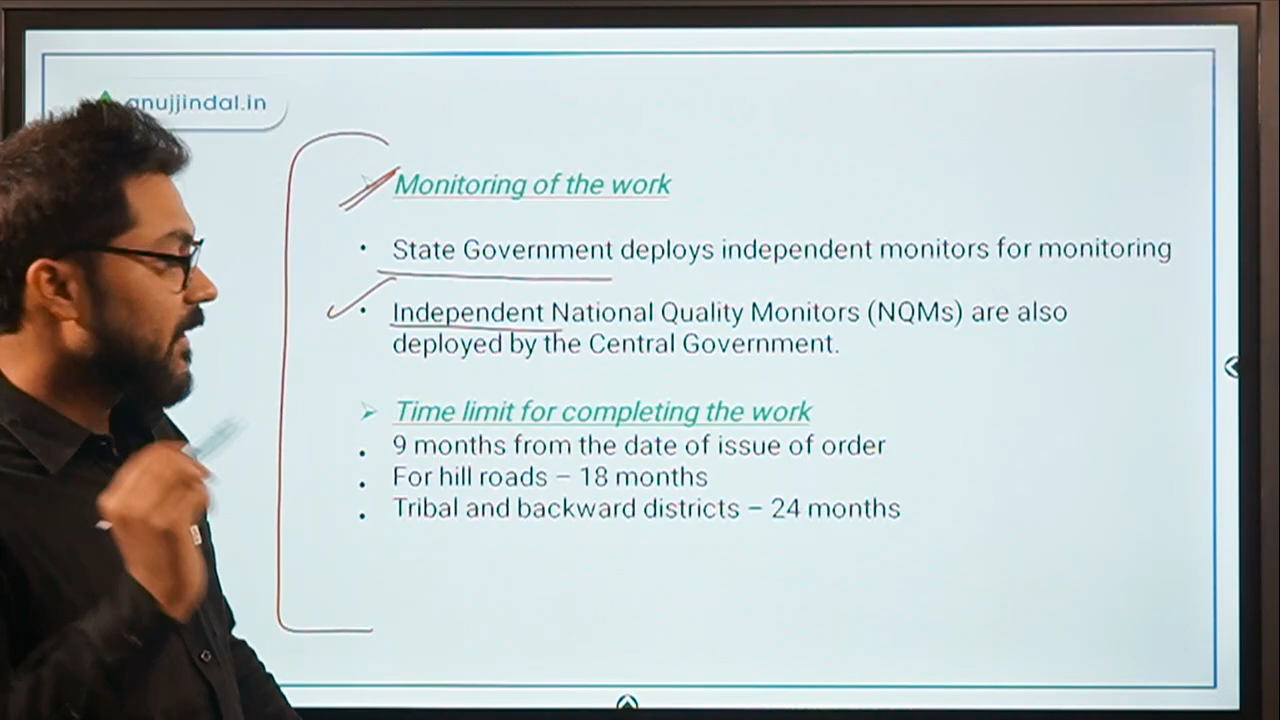 anujjindal.in
➢ Monitoring of the work
• State Government deploys independent monitors for monitoring
• Independent National Quality Monitors (NQMs) are also
deployed by the Central Government.
➢ Time limit for completing the work
• 9 months from the date of issue of order
• For hill roads – 18 months
• Tribal and backward districts – 24 months